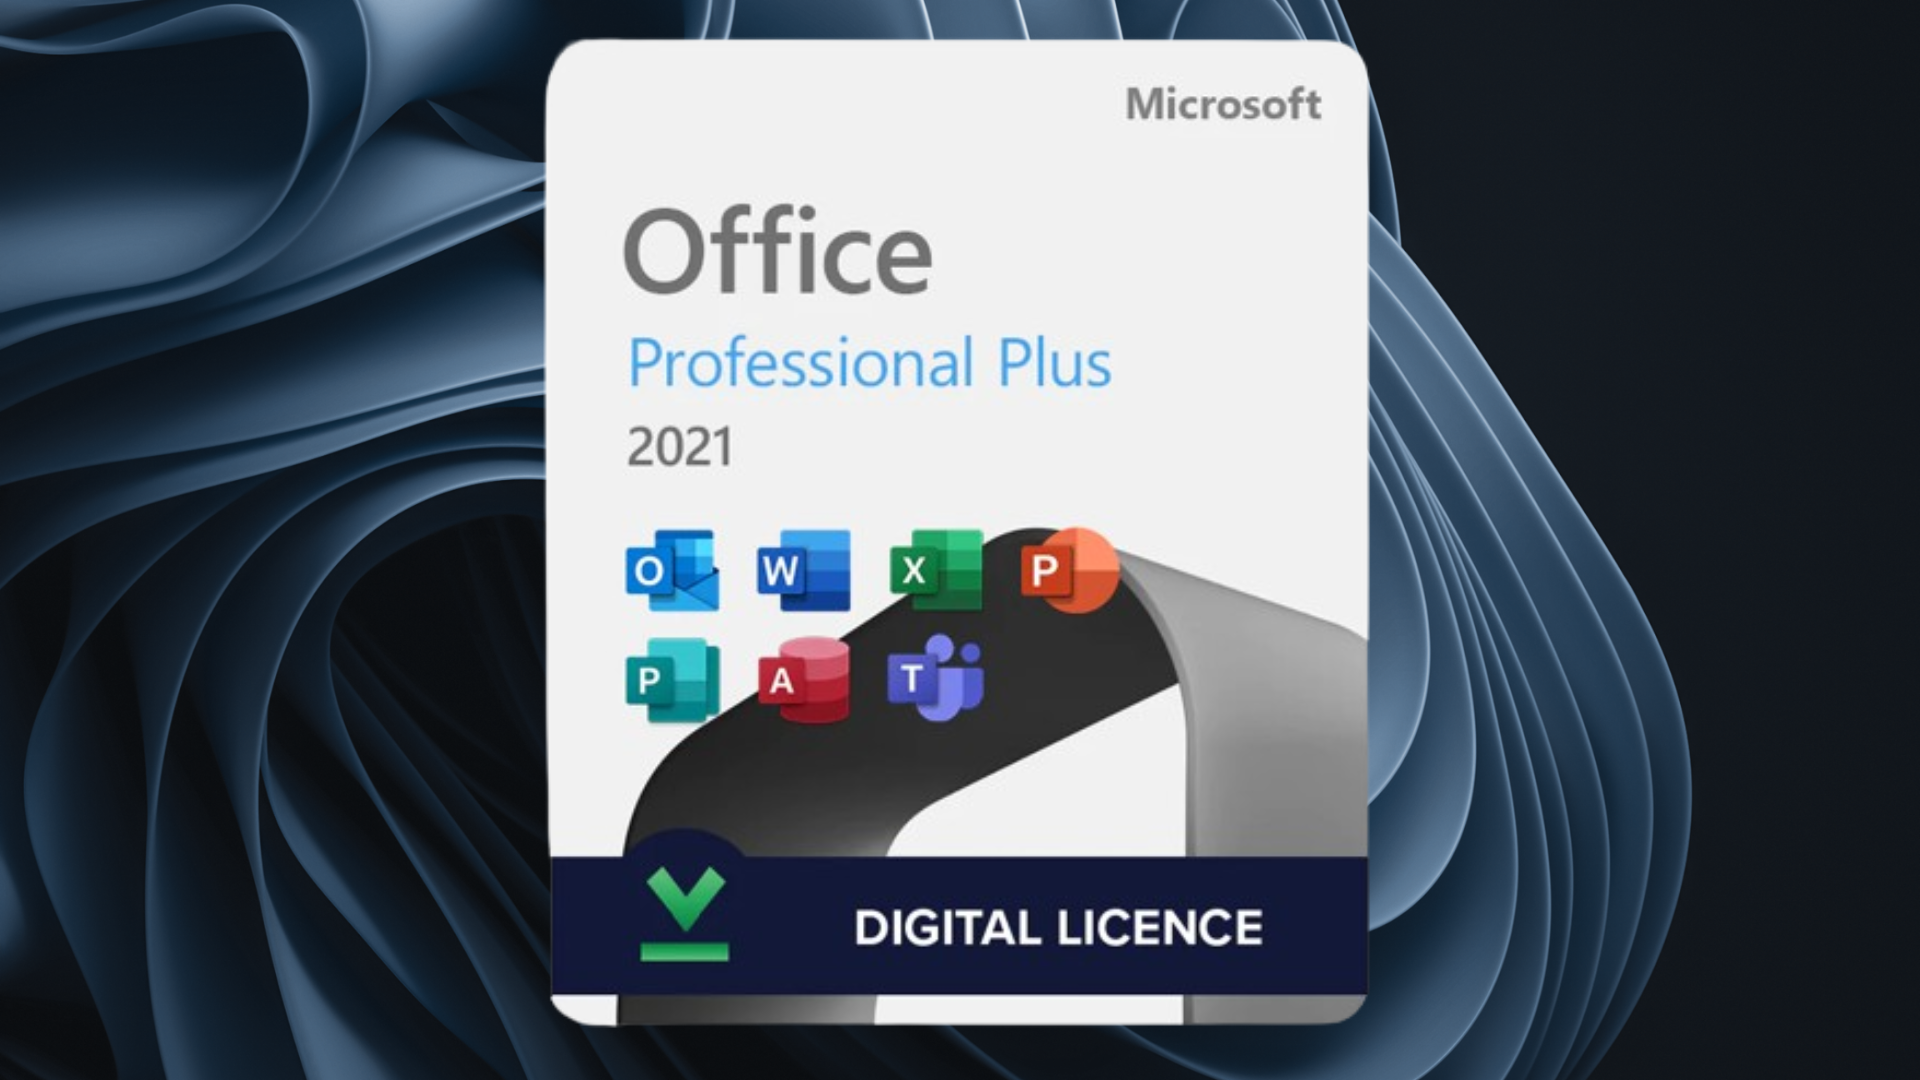 Microsoft
Office
Professional Plus
2021
O W X P
P A T
DIGITAL LICENCE